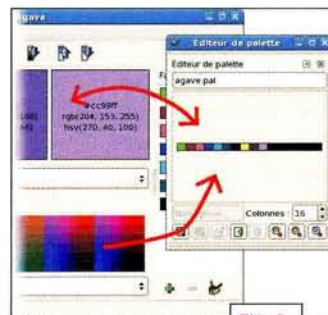 agave
Editeur de palette
Editeur de palette
agave.pal
#cc99ff
rgb(204, 153, 255)
hsv(270, 40, 100)
Colonnes : 16